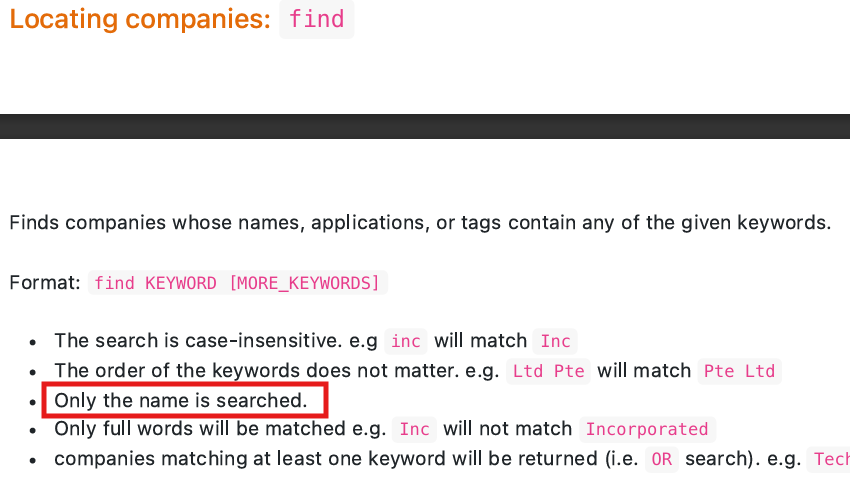 Locating companies: find
Finds companies whose names, applications, or tags contain any of the given keywords.
Format: find KEYWORD [MORE_KEYWORDS]
• The search is case-insensitive. e.g inc will match Inc
• The order of the keywords does not matter. e.g. Ltd Pte will match Pte Ltd
• Only the name is searched.
• Only full words will be matched e.g. Inc will not match Incorporated
• companies matching at least one keyword will be returned (i.e. OR search). e.g.